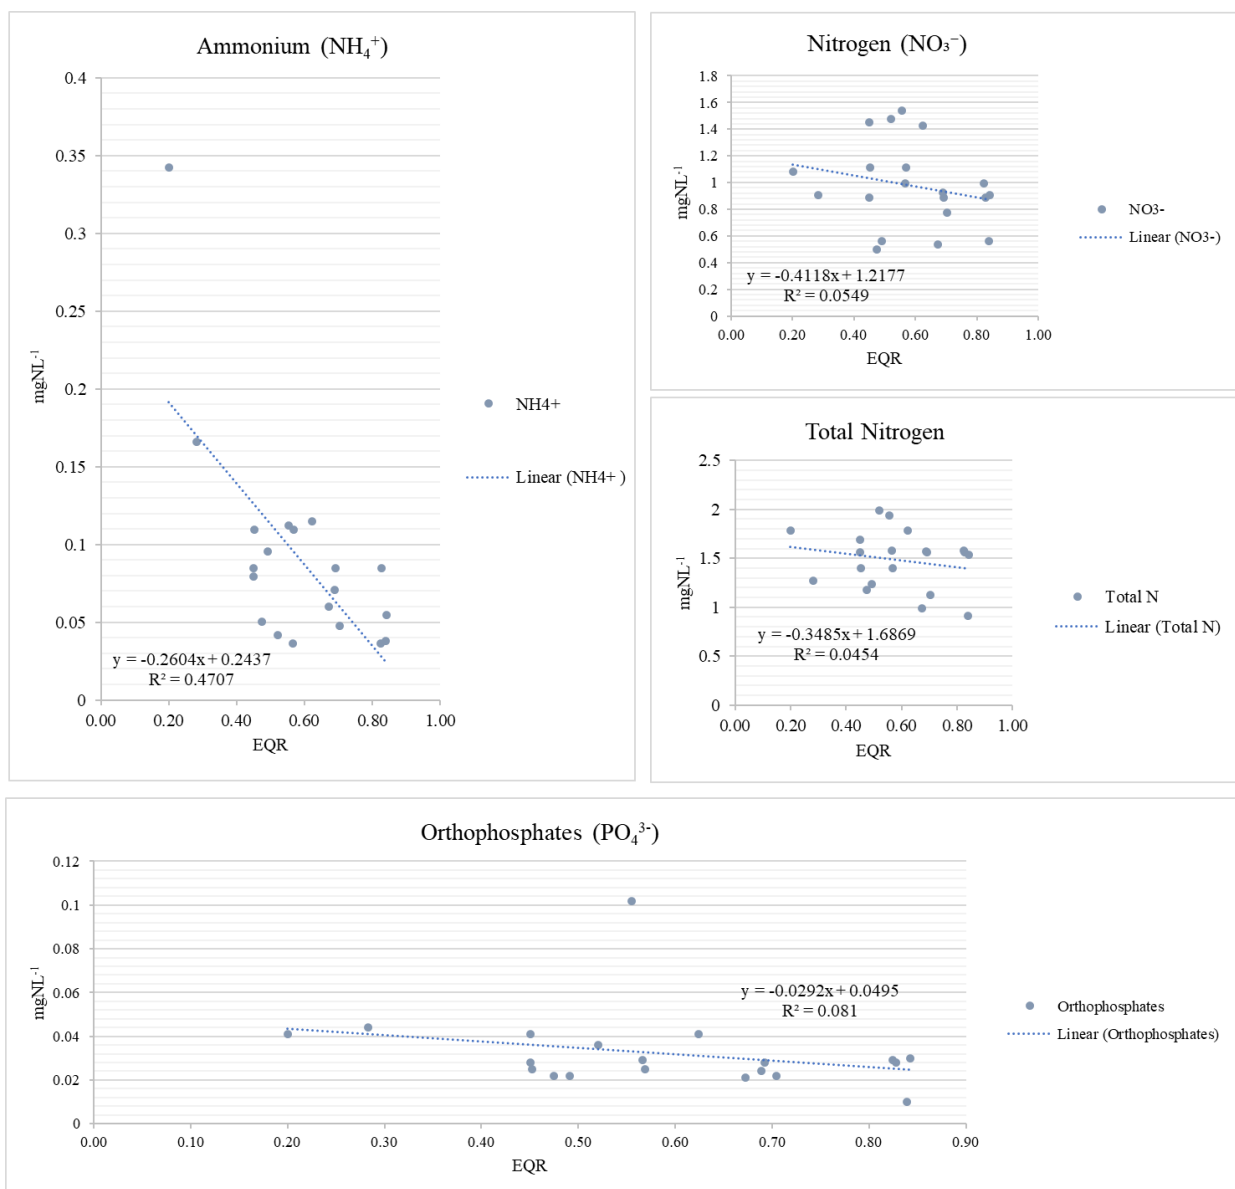 Ammonium (NH₄⁺)
0.4
0.35
0.3
0.25
0.2
0.15
0.1
0.05
0
mgNL⁻¹
NH4+
Linear (NH4+ )
y = -0.2604x + 0.2437
R² = 0.4707
0.00 0.20 0.40 0.60 0.80 1.00
EQR
Nitrogen (NO₃⁻)
1.8
1.6
1.4
1.2
1
0.8
0.6
0.4
0.2
0
mgNL⁻¹
NO3-
Linear (NO3-)
y = -0.4118x + 1.2177
R² = 0.0549
0.00 0.20 0.40 0.60 0.80 1.00
EQR
Total Nitrogen
2.5
2
1.5
1
0.5
0
mgNL⁻¹
Total N
Linear (Total N)
y = -0.3485x + 1.6869
R² = 0.0454
0.00 0.20 0.40 0.60 0.80 1.00
EQR
Orthophosphates (PO₄³⁻)
0.12
0.1
0.08
0.06
0.04
0.02
0
mgNL⁻¹
y = -0.0292x + 0.0495
R² = 0.081
Orthophosphates
Linear (Orthophosphates)
0.00 0.10 0.20 0.30 0.40 0.50 0.60 0.70 0.80 0.90
EQR